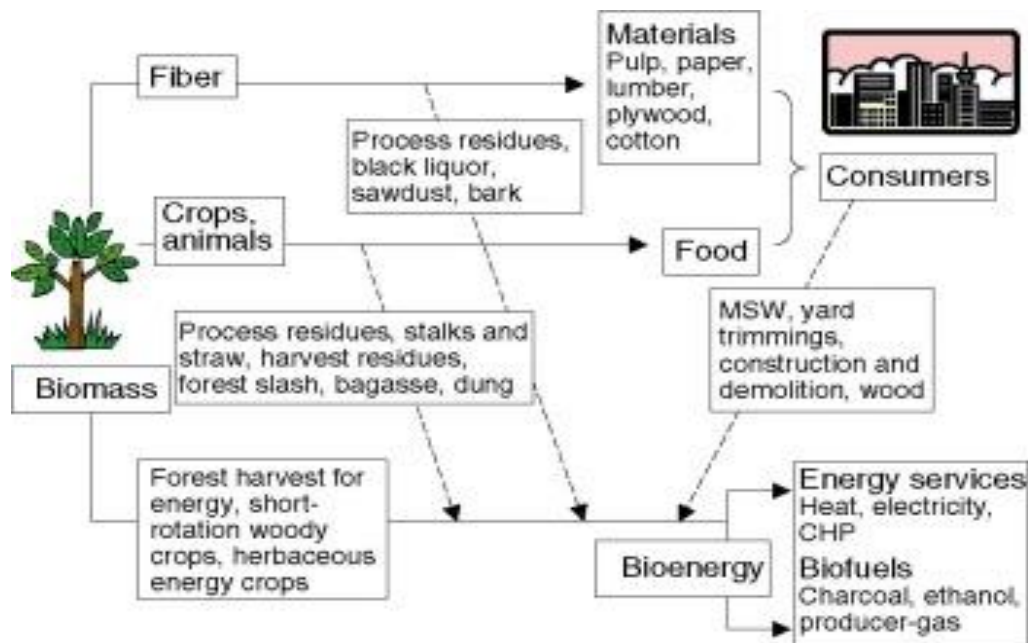 Fiber
Materials
Pulp, paper,
lumber,
plywood,
cotton
Process residues,
black liquor,
sawdust, bark
Consumers
Crops,
animals
Food
MSW, yard
trimmings,
construction and
demolition, wood
Process residues, stalks and
straw, harvest residues,
forest slash, bagasse, dung
Biomass
Forest harvest for
energy, short-
rotation woody
crops, herbaceous
energy crops
Bioenergy
Energy services
Heat, electricity,
CHP
Biofuels
Charcoal, ethanol,
producer-gas